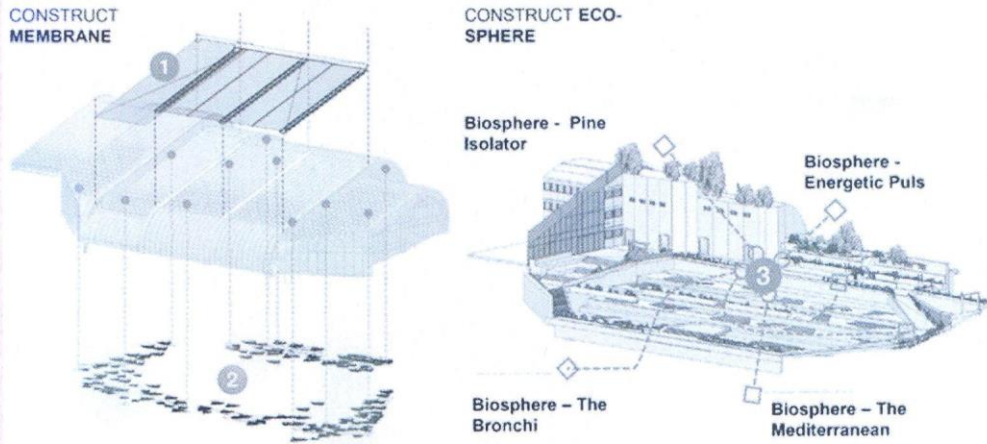 CONSTRUCT
MEMBRANE
1
2
CONSTRUCT ECO-
SPHERE
Biosphere - Pine
Isolator
Biosphere -
Energetic Puls
3
Biosphere – The
Bronchi
Biosphere – The
Mediterranean